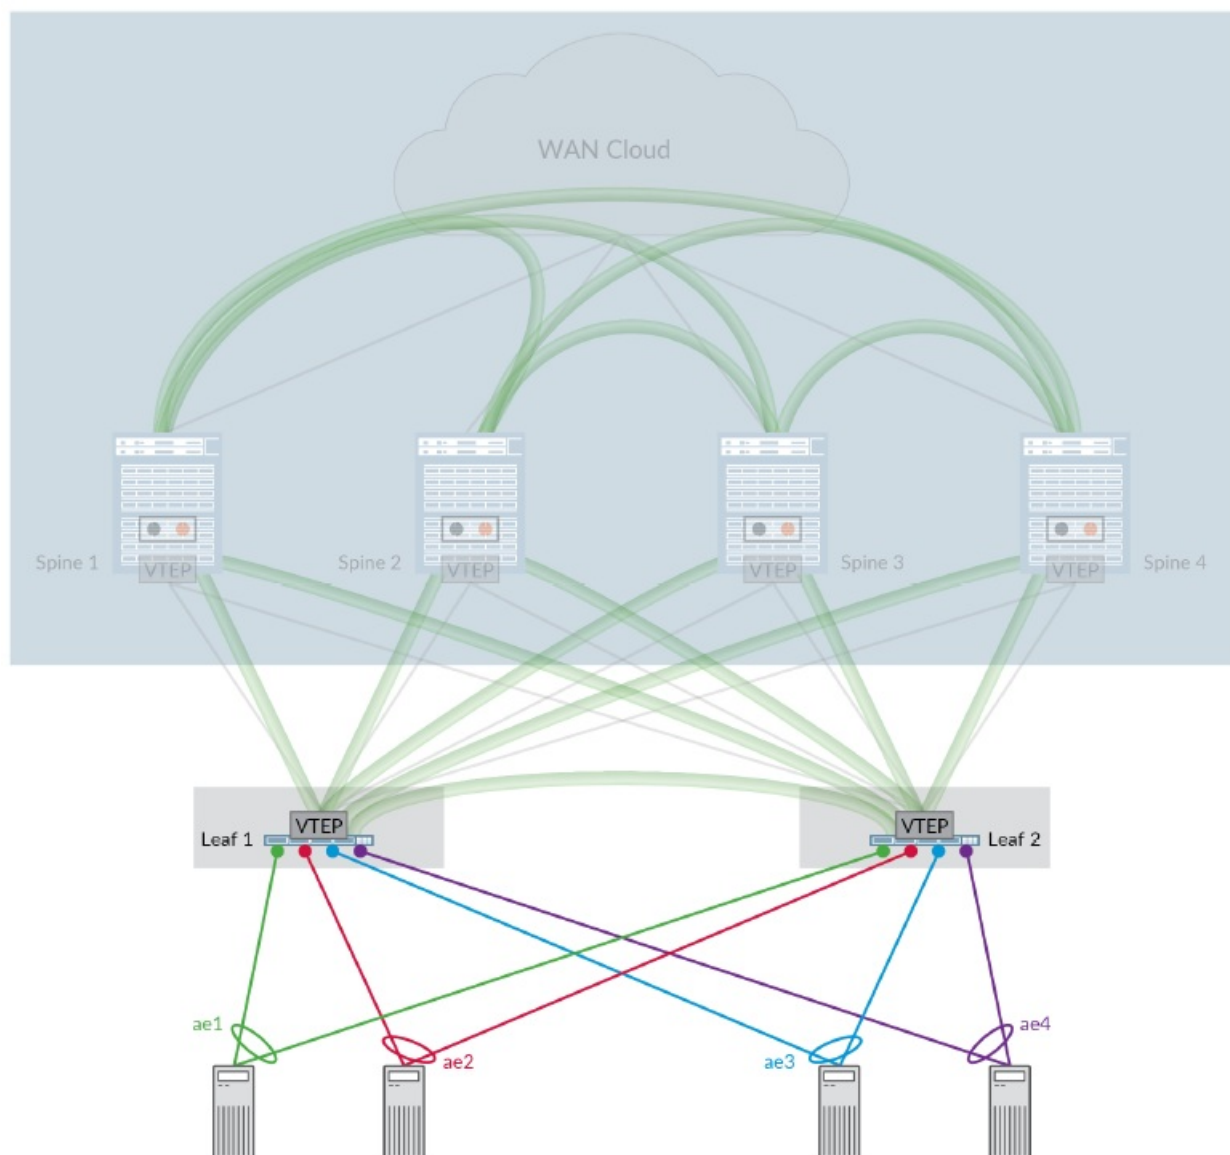 WAN Cloud
Spine 1
VTEP
Spine 2
VTEP
VTEP
Spine 3
VTEP
Spine 4
Leaf 1
VTEP
VTEP
Leaf 2
ae1
ae2
ae3
ae4